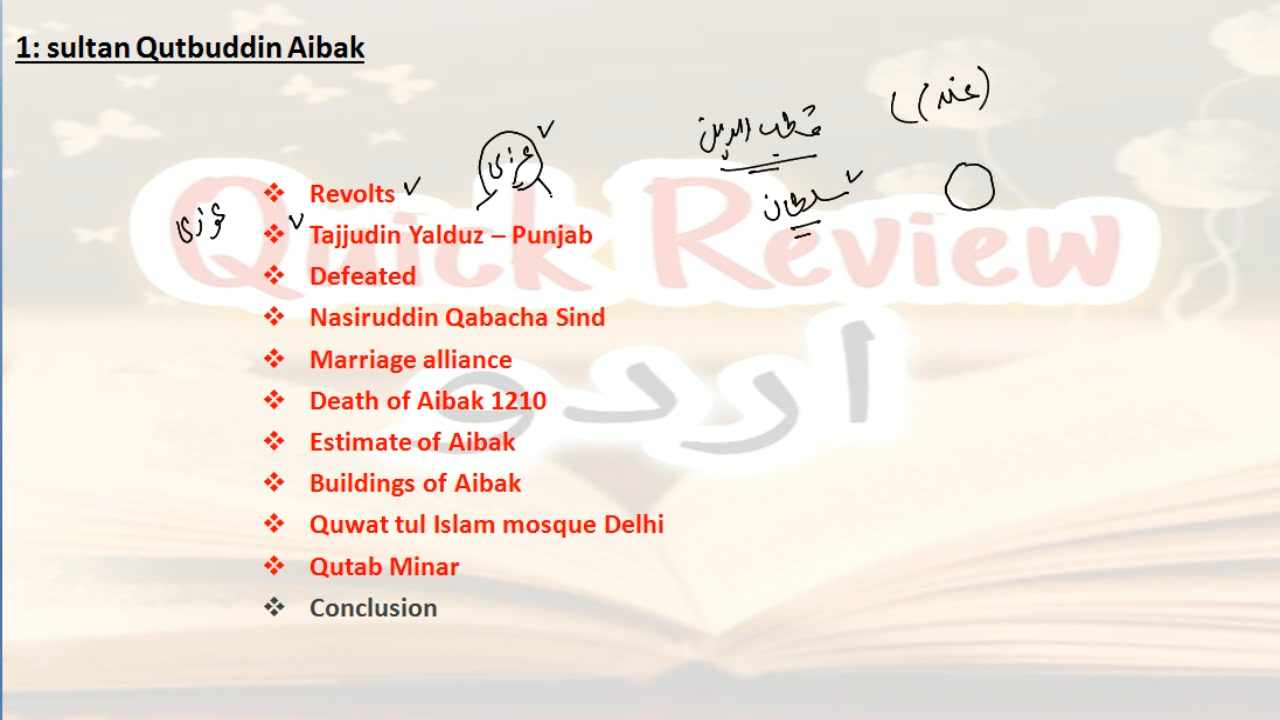 1: sultan Qutbuddin Aibak
قطب الدین
سلطان
❖ Revolts
❖ Tajjudin Yalduz – Punjab
❖ Defeated
❖ Nasiruddin Qabacha Sind
❖ Marriage alliance
❖ Death of Aibak 1210
❖ Estimate of Aibak
❖ Buildings of Aibak
❖ Quwat tul Islam mosque Delhi
❖ Qutab Minar
❖ Conclusion
Quick Review
اردو